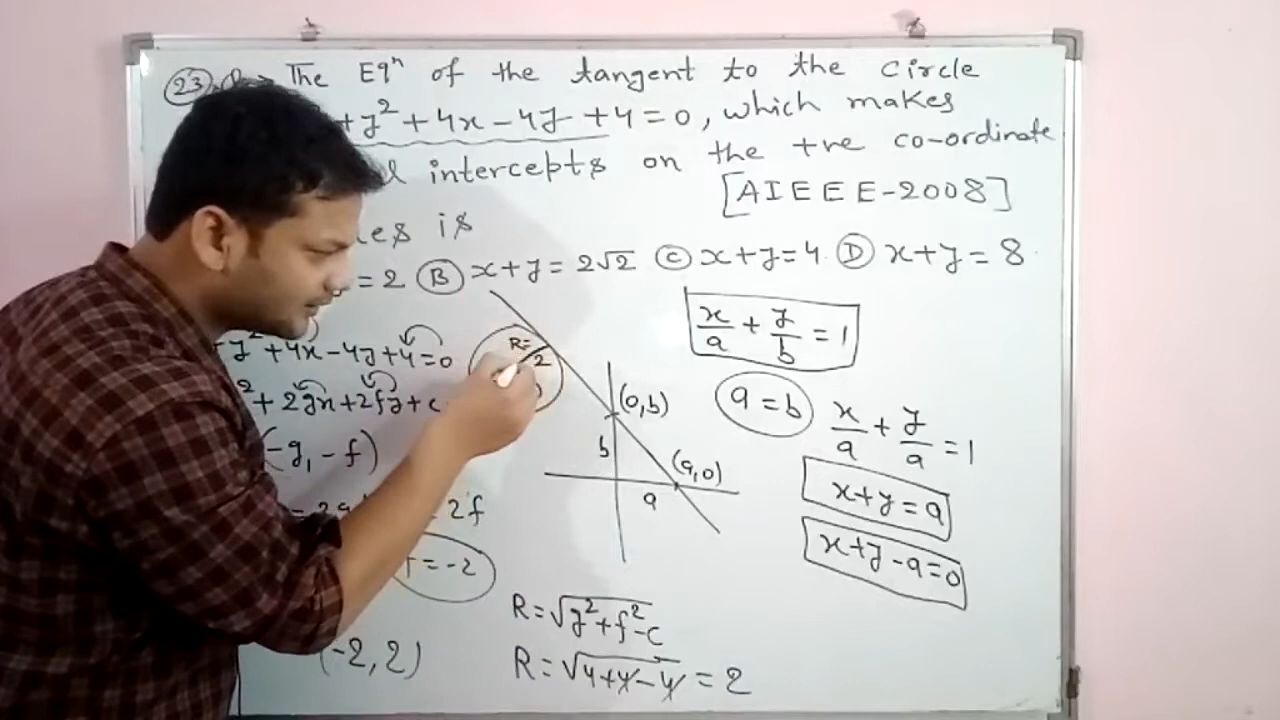 23 The Eqⁿ of the tangent to the circle
+y²+4x-4y+4=0, which makes
intercepts on the +ve co-ordinate
is [AIEEE-2008]
= 2 (B) x+y=2√2 (C) x+y=4 (D) x+y=8
y²+4x-4y+4=0
+2gx+2fy+c
(-g, -f)
2f
= -2
(-2, 2)
R=
2
(0,b)
b
(a,0)
a
R=√g²+f²-c
R=√4+4-4 = 2
x/a + y/b = 1
a=b
x/a + y/a = 1
x+y=a
x+y-a=0